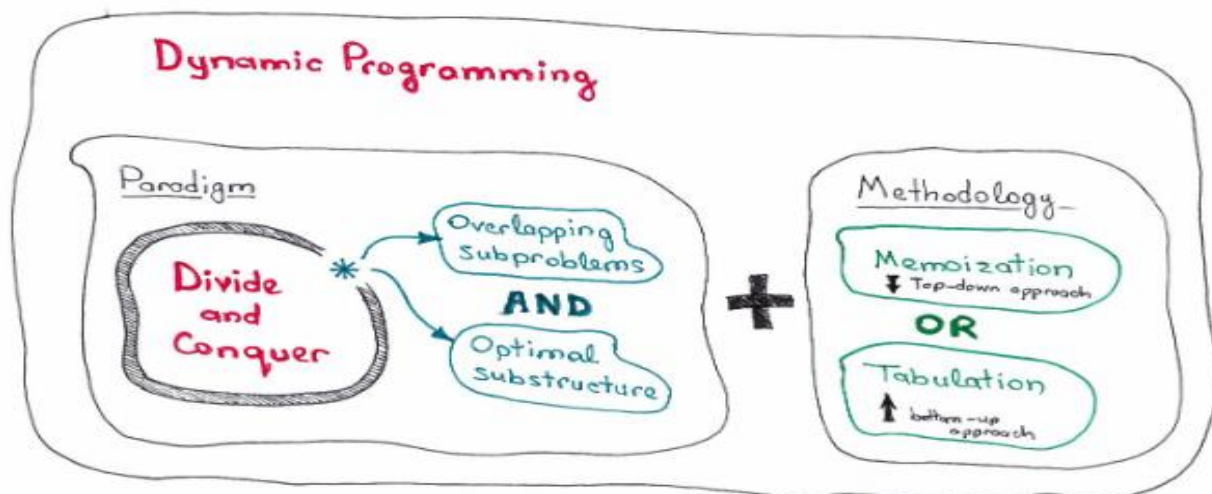 Dynamic Programming
Paradigm
Divide
and
Conquer
*
Overlapping
subproblems
AND
Optimal
substructure
+
Methodology
Memoization
Top-down approach
OR
Tabulation
bottom-up
approach